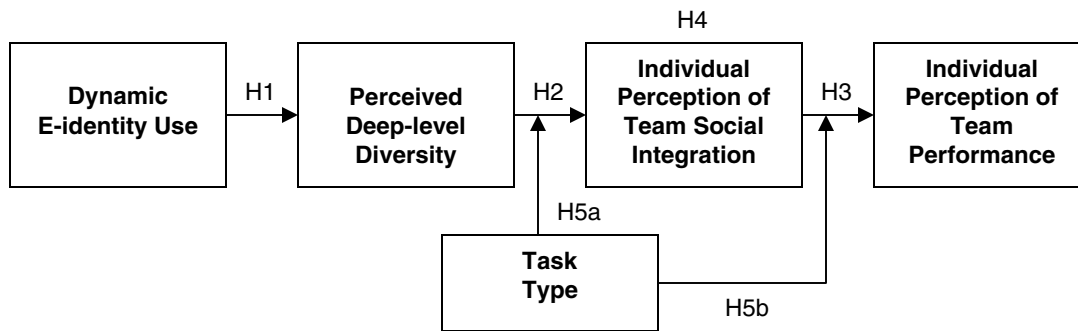 H4
Dynamic
E-identity Use
H1
Perceived
Deep-level
Diversity
H2
Individual
Perception of
Team Social
Integration
H3
Individual
Perception of
Team
Performance
H5a
Task
Type
H5b